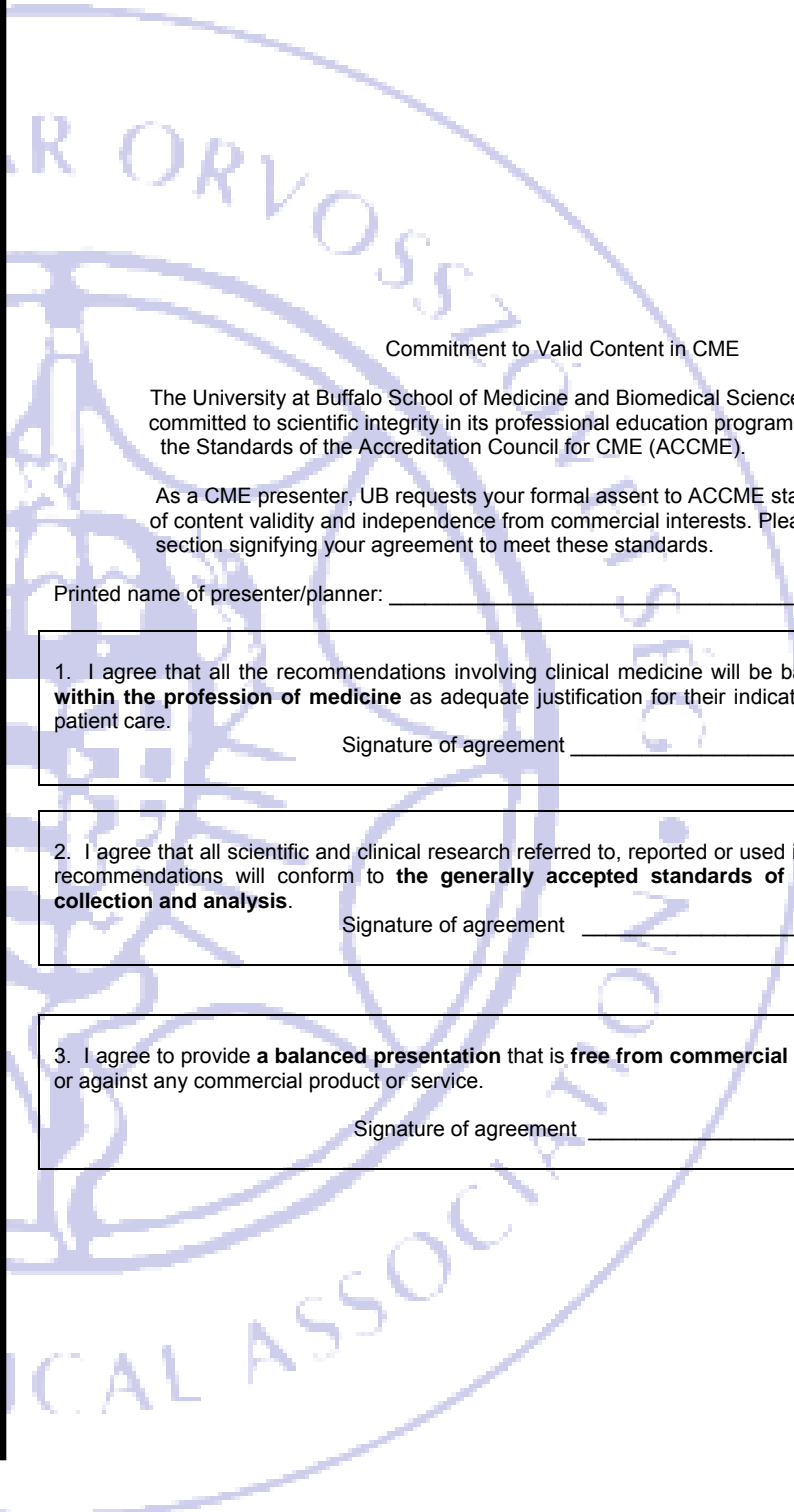 R ORVOSSZÖVETSÉG
Commitment to Valid Content in CME
The University at Buffalo School of Medicine and Biomedical Science
committed to scientific integrity in its professional education program
the Standards of the Accreditation Council for CME (ACCME).
As a CME presenter, UB requests your formal assent to ACCME sta
of content validity and independence from commercial interests. Plea
section signifying your agreement to meet these standards.
Printed name of presenter/planner:
1. I agree that all the recommendations involving clinical medicine will be ba
within the profession of medicine as adequate justification for their indicat
patient care.
Signature of agreement
2. I agree that all scientific and clinical research referred to, reported or used i
recommendations will conform to the generally accepted standards of
collection and analysis.
Signature of agreement
3. I agree to provide a balanced presentation that is free from commercial
or against any commercial product or service.
Signature of agreement
ICAL ASSOCIATION •